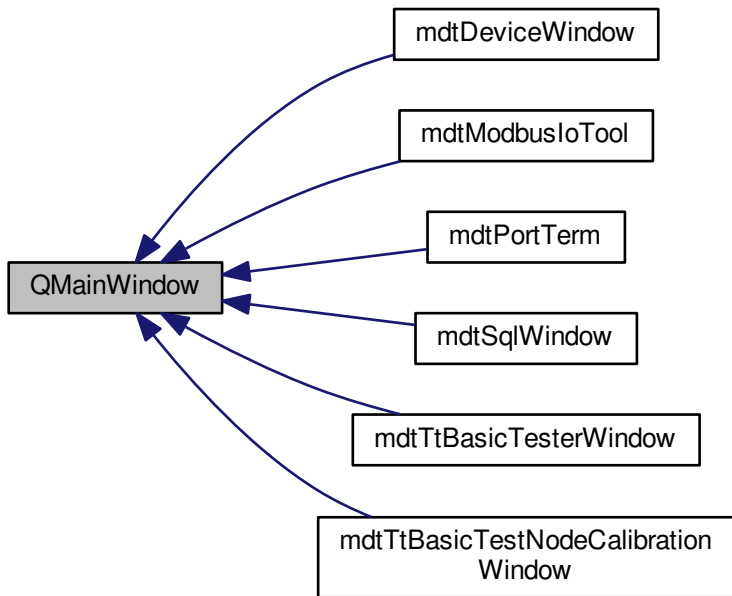 mdtDeviceWindow
mdtModbusIoTool
mdtPortTerm
QMainWindow
mdtSqlWindow
mdtTtBasicTesterWindow
mdtTtBasicTestNodeCalibration
Window